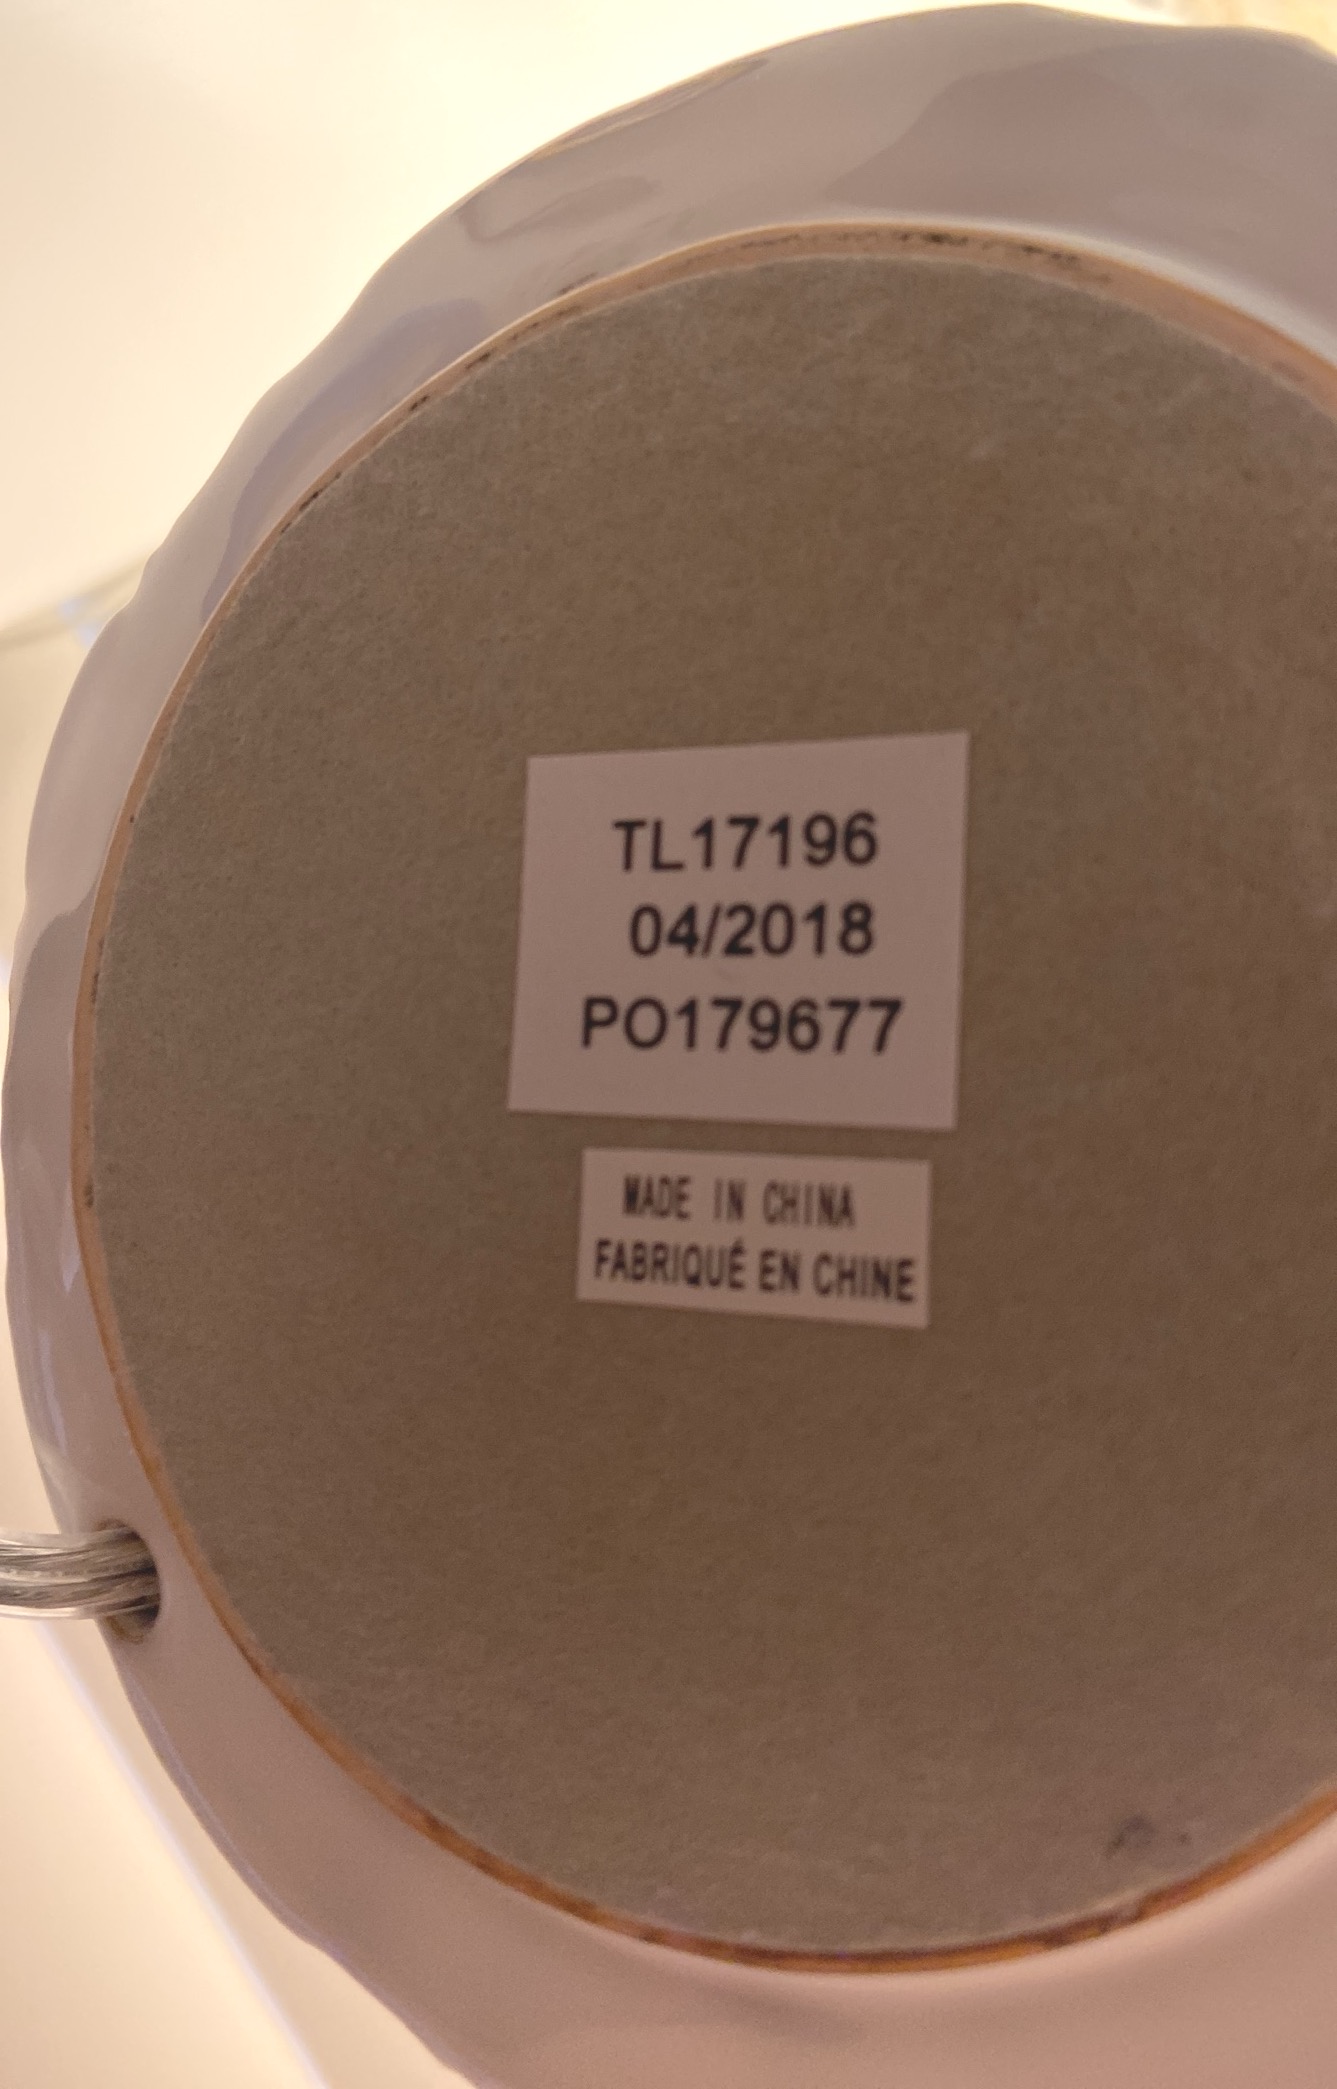 TL17196
04/2018
PO179677
MADE IN CHINA
FABRIQUÉ EN CHINE